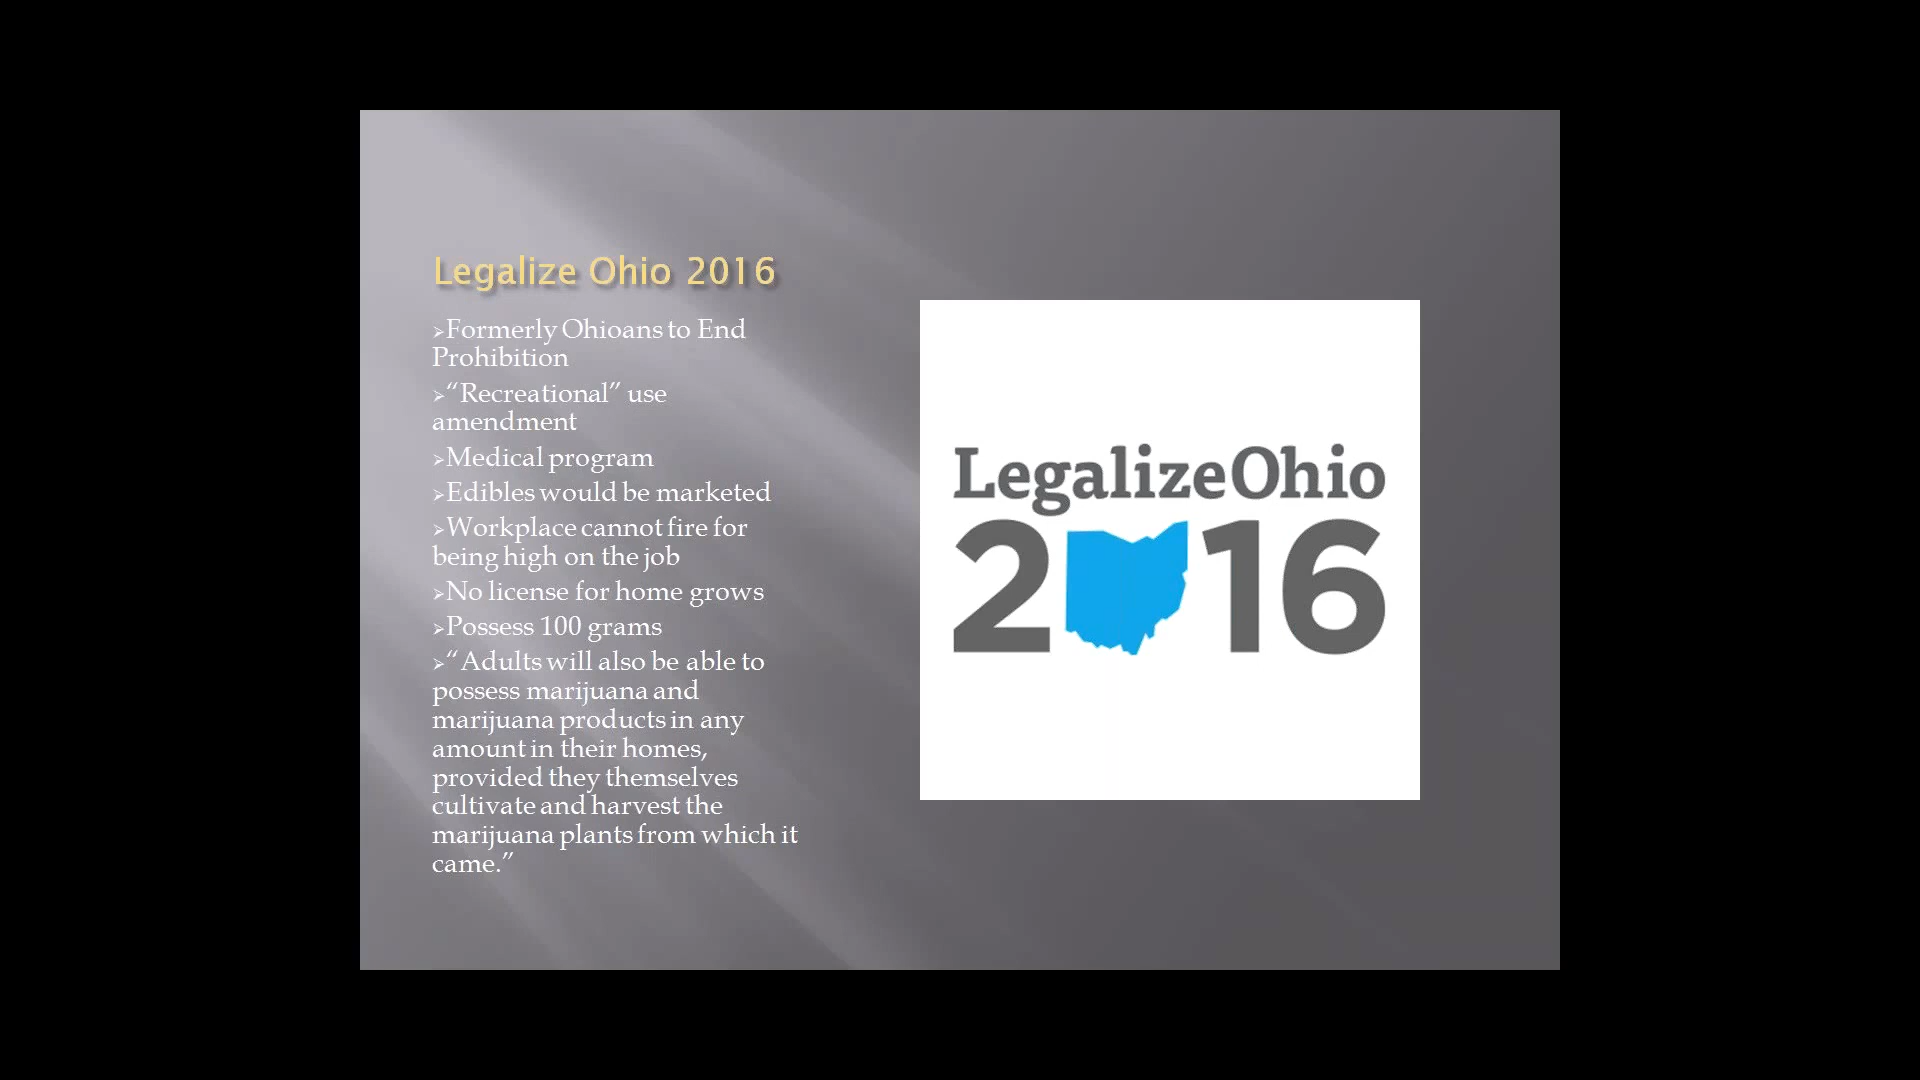 Legalize Ohio 2016
➢Formerly Ohioans to End
Prohibition
➢“Recreational” use
amendment
➢Medical program
➢Edibles would be marketed
➢Workplace cannot fire for
being high on the job
➢No license for home grows
➢Possess 100 grams
➢“Adults will also be able to
possess marijuana and
marijuana products in any
amount in their homes,
provided they themselves
cultivate and harvest the
marijuana plants from which it
came.”
LegalizeOhio
2016